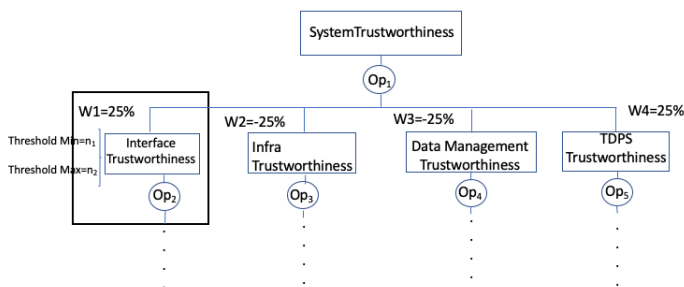 SystemTrustworthiness
Op1
W1=25%
W2=-25%
W3=-25%
W4=25%
Threshold Min=n1
Threshold Max=n2
Interface
Trustworthiness
Infra
Trustworthiness
Data Management
Trustworthiness
TDPS
Trustworthiness
Op2
Op3
Op4
Op5